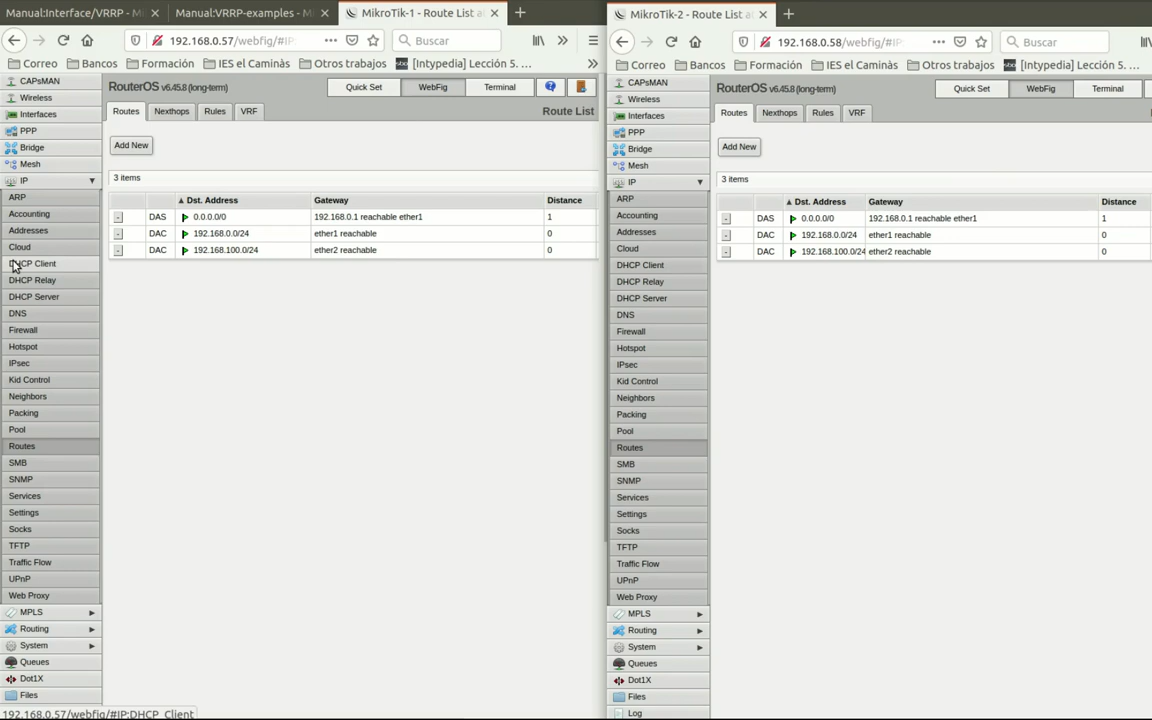 Manual:Interface/VRRP - Mi
Manual:VRRP-examples - M
MikroTik-1 - Route List a
192.168.0.57/webfig/#IP
Buscar
Correo
Bancos
Formación
IES el Caminàs
Otros trabajos
[Intypedia] Lección 5. ...
CAPsMAN
Wireless
Interfaces
PPP
Bridge
Mesh
IP
ARP
Accounting
Addresses
Cloud
DHCP Client
DHCP Relay
DHCP Server
DNS
Firewall
Hotspot
IPsec
Kid Control
Neighbors
Packing
Pool
Routes
SMB
SNMP
Services
Settings
Socks
TFTP
Traffic Flow
UPnP
Web Proxy
MPLS
Routing
System
Queues
Dot1X
Files
192.168.0.57/webfig/#IP:DHCP_Client
RouterOS v6.45.8 (long-term)
Quick Set
WebFig
Terminal
Routes
Nexthops
Rules
VRF
Route List
Add New
3 items
Dst. Address Gateway Distance
- DAS 0.0.0.0/0 192.168.0.1 reachable ether1 1
- DAC 192.168.0.0/24 ether1 reachable 0
- DAC 192.168.100.0/24 ether2 reachable 0
MikroTik-2 - Route List a
192.168.0.58/webfig/#
Buscar
Correo
Bancos
Formación
IES el Caminàs
Otros trabajos
[Intypedia] Lección 5. ...
CAPsMAN
Wireless
Interfaces
PPP
Bridge
Mesh
IP
ARP
Accounting
Addresses
Cloud
DHCP Client
DHCP Relay
DHCP Server
DNS
Firewall
Hotspot
IPsec
Kid Control
Neighbors
Packing
Pool
Routes
SMB
SNMP
Services
Settings
Socks
TFTP
Traffic Flow
UPnP
Web Proxy
MPLS
Routing
System
Queues
Dot1X
Files
Log
RouterOS v6.45.8 (long-term)
Quick Set
WebFig
Terminal
Routes
Nexthops
Rules
VRF
Add New
3 items
Dst. Address Gateway Distance
- DAS 0.0.0.0/0 192.168.0.1 reachable ether1 1
- DAC 192.168.0.0/24 ether1 reachable 0
- DAC 192.168.100.0/24 ether2 reachable 0